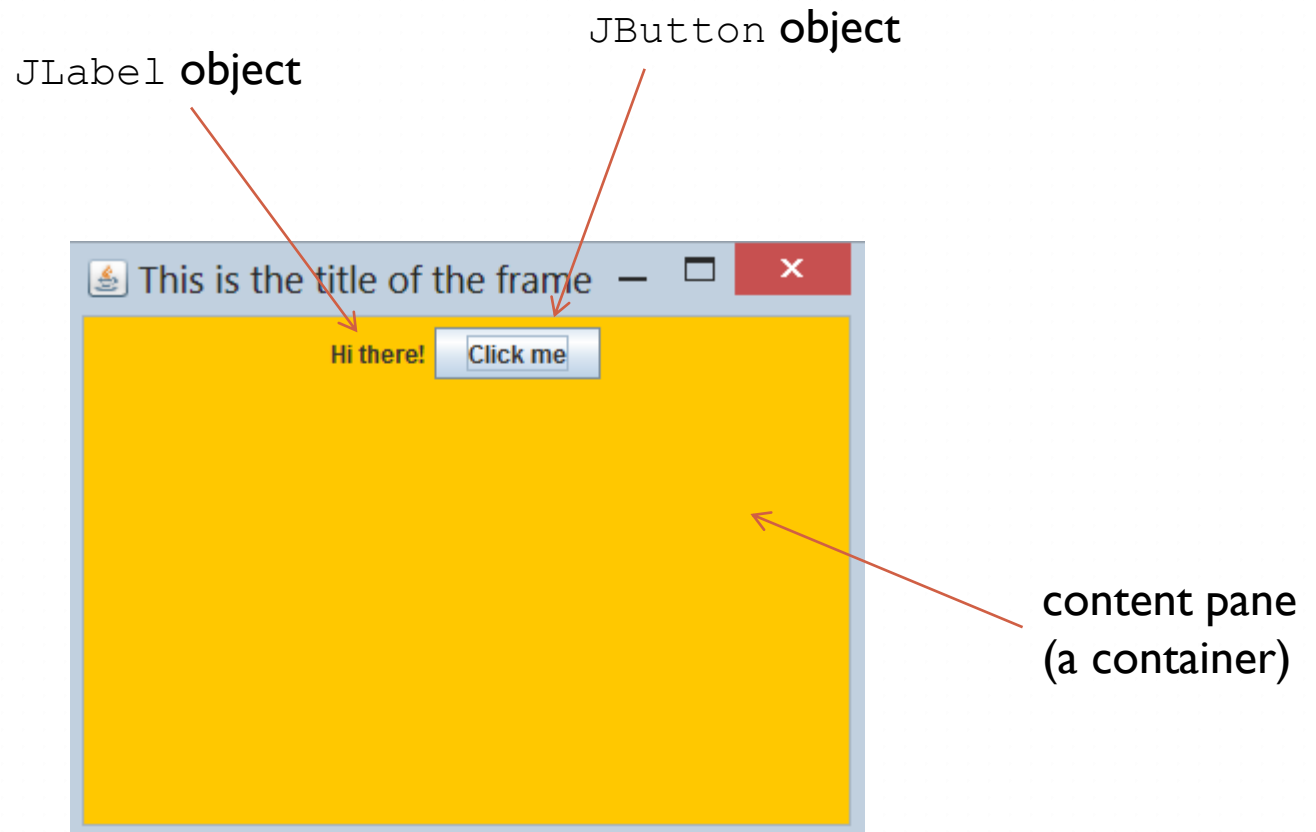 JButton object
JLabel object
This is the title of the frame
Hi there! Click me
content pane
(a container)